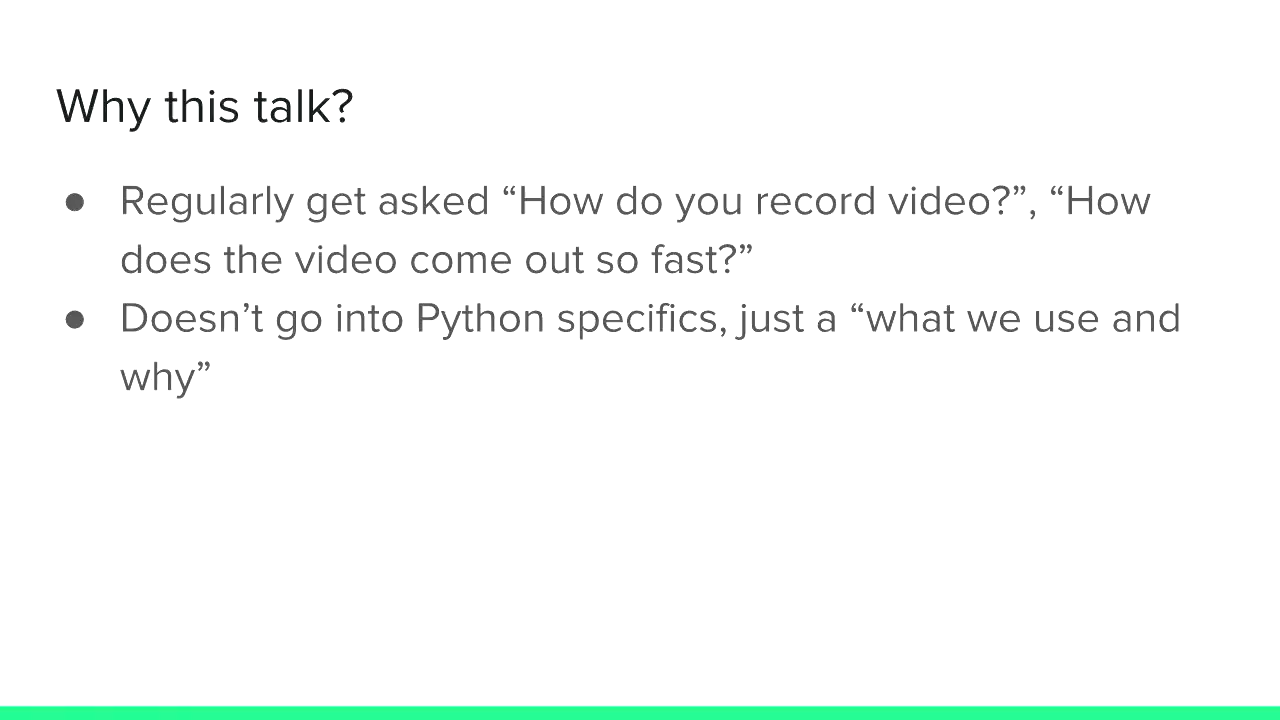 Why this talk?
● Regularly get asked “How do you record video?”, “How
does the video come out so fast?”
● Doesn’t go into Python specifics, just a “what we use and
why”